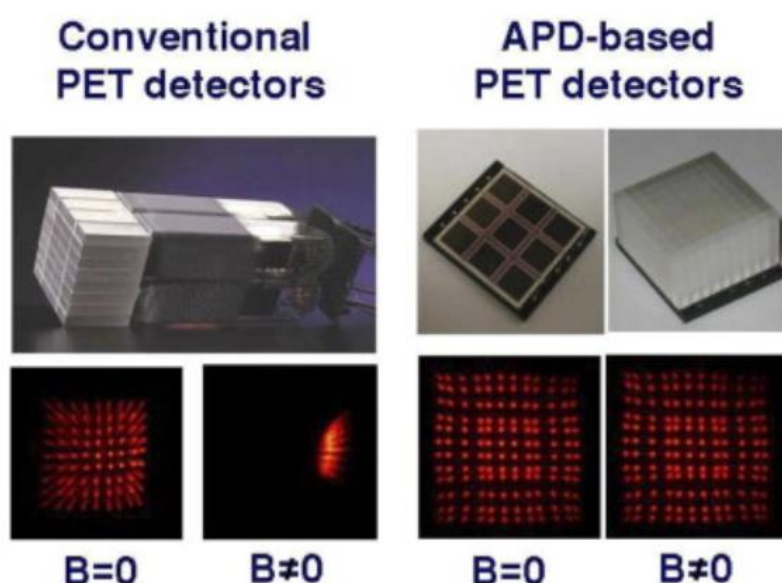 Conventional
PET detectors
APD-based
PET detectors
B=0
B≠0
B=0
B≠0